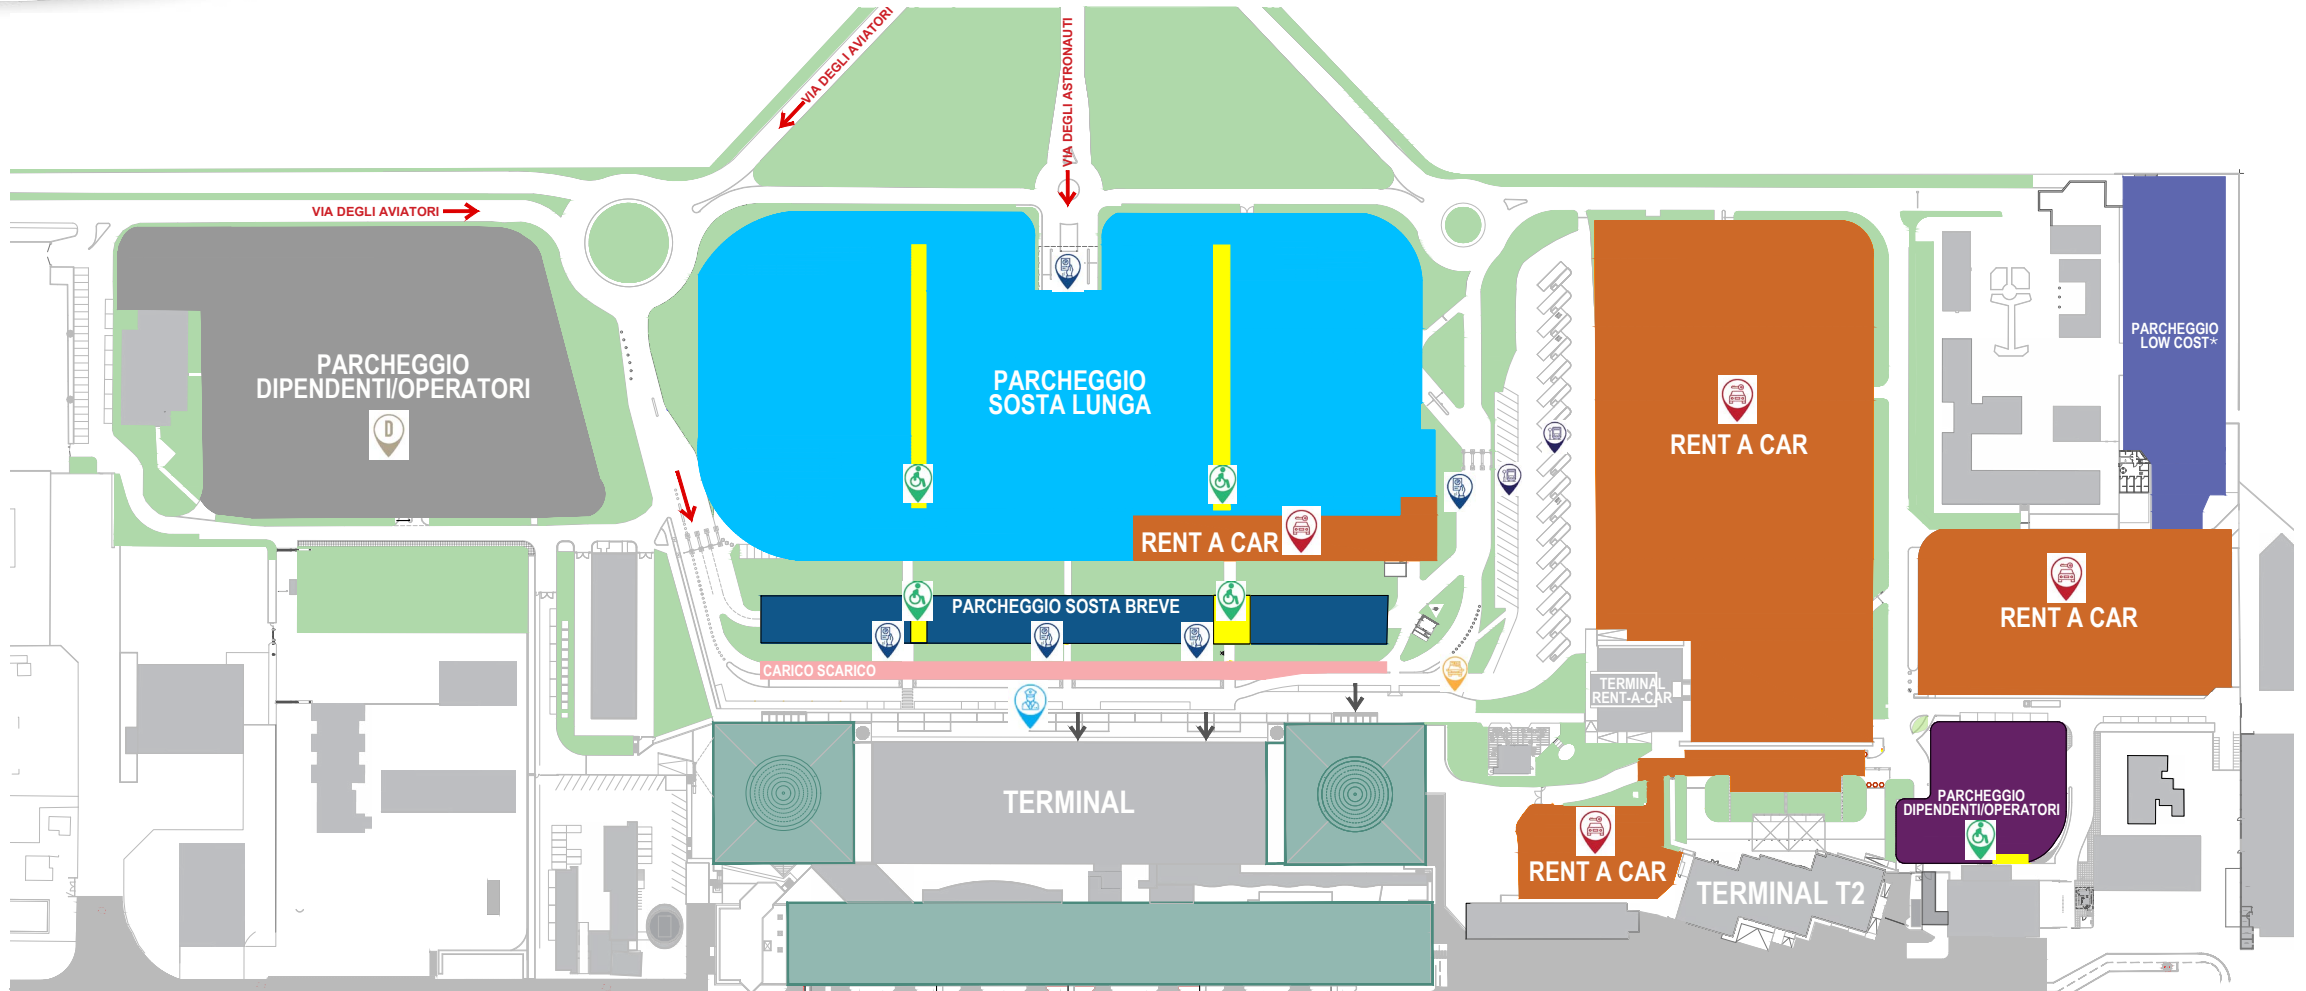 VIA DEGLI AVIATORI
VIA DEGLI ASTRONAUTI
VIA DEGLI AVIATORI
PARCHEGGIO
DIPENDENTI/OPERATORI
D
PARCHEGGIO
SOSTA LUNGA
RENT A CAR
PARCHEGGIO
LOW COST*
RENT A CAR
PARCHEGGIO SOSTA BREVE
RENT A CAR
CARICO SCARICO
TERMINAL
RENT-A-CAR
TERMINAL
PARCHEGGIO
DIPENDENTI/OPERATORI
RENT A CAR
TERMINAL T2